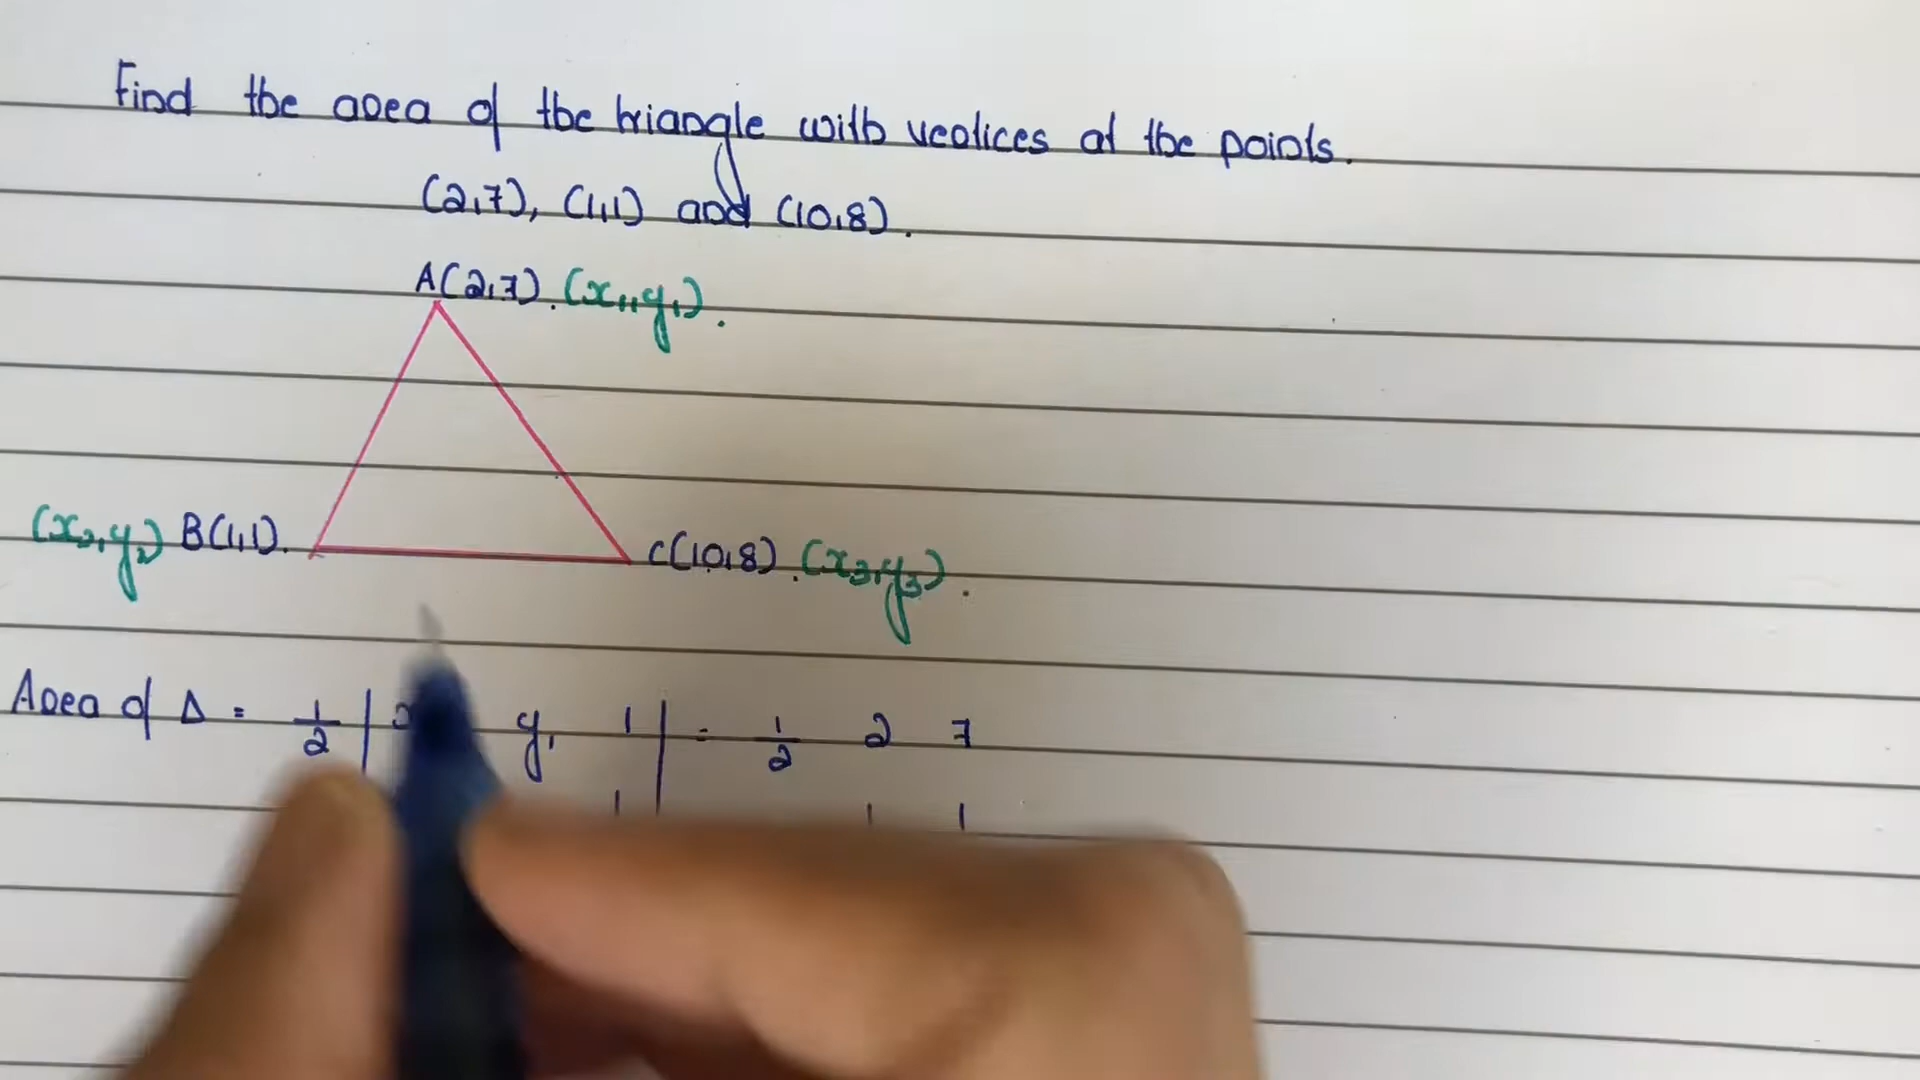 Find the area of the triangle with vertices at the points.
(2,7), (1,1) and (10,8).
A(2,7). (x₁,y₁).
(x₂,y₂) B(1,1). C(10,8). (x₃,y₃).
Area of Δ = 1/2 | y₁ 1 | = 1/2 2 7
1 | 1 1